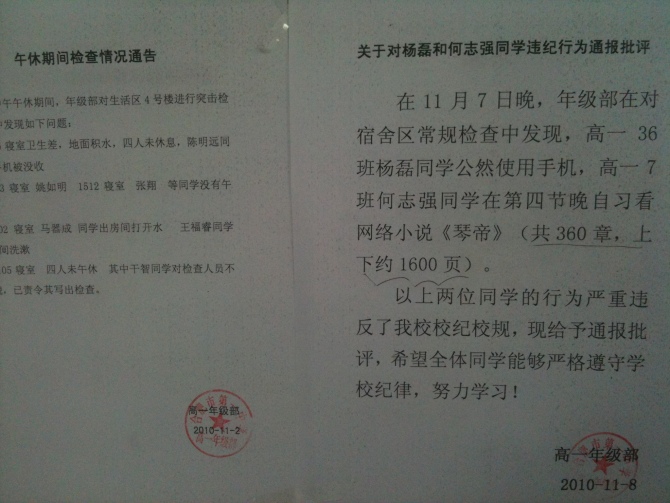 午休期间检查情况通告
午午休期间，年级部对生活区4号楼进行突击检
发现如下问题：
寝室卫生差，地面积水，四人未休息，陈明远同
机被没收
3 寝室 姚如明 1512 寝室 张翔 等同学没有午
02 寝室 马器成 同学出房间打开水 王福睿同学
间洗漱
05 寝室 四人未午休 其中干智同学对检查人员不
，已责令其写出检查。
高一年级部
2010-11-2
关于对杨磊和何志强同学违纪行为通报批评
在 11 月 7 日晚，年级部在对
宿舍区常规检查中发现，高一 36
班杨磊同学公然使用手机，高一 7
班何志强同学在第四节晚自习看
网络小说《琴帝》（共 360 章，上
下约 1600 页）。
以上两位同学的行为严重违
反了我校校纪校规，现给予通报批
评，希望全体同学能够严格遵守学
校纪律，努力学习！
高一年级部
2010-11-8